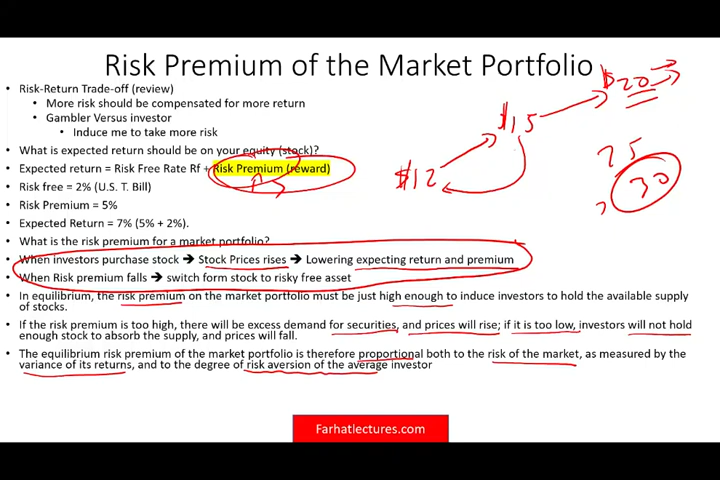 Risk Premium of the Market Portfolio
• Risk-Return Trade-off (review)
• More risk should be compensated for more return
• Gambler Versus investor
• Induce me to take more risk
• What is expected return should be on your equity (stock)?
• Expected return = Risk Free Rate Rf + Risk Premium (reward)
• Risk free = 2% (U.S. T. Bill)
• Risk Premium = 5%
• Expected Return = 7% (5% + 2%).
• What is the risk premium for a market portfolio?
• When investors purchase stock ➔ Stock Prices rises ➔ Lowering expecting return and premium
• When Risk premium falls ➔ switch form stock to risky free asset
• In equilibrium, the risk premium on the market portfolio must be just high enough to induce investors to hold the available supply
of stocks.
• If the risk premium is too high, there will be excess demand for securities, and prices will rise; if it is too low, investors will not hold
enough stock to absorb the supply, and prices will fall.
• The equilibrium risk premium of the market portfolio is therefore proportional both to the risk of the market, as measured by the
variance of its returns, and to the degree of risk aversion of the average investor
$12
$15
$20
25
30
Farhatlectures.com